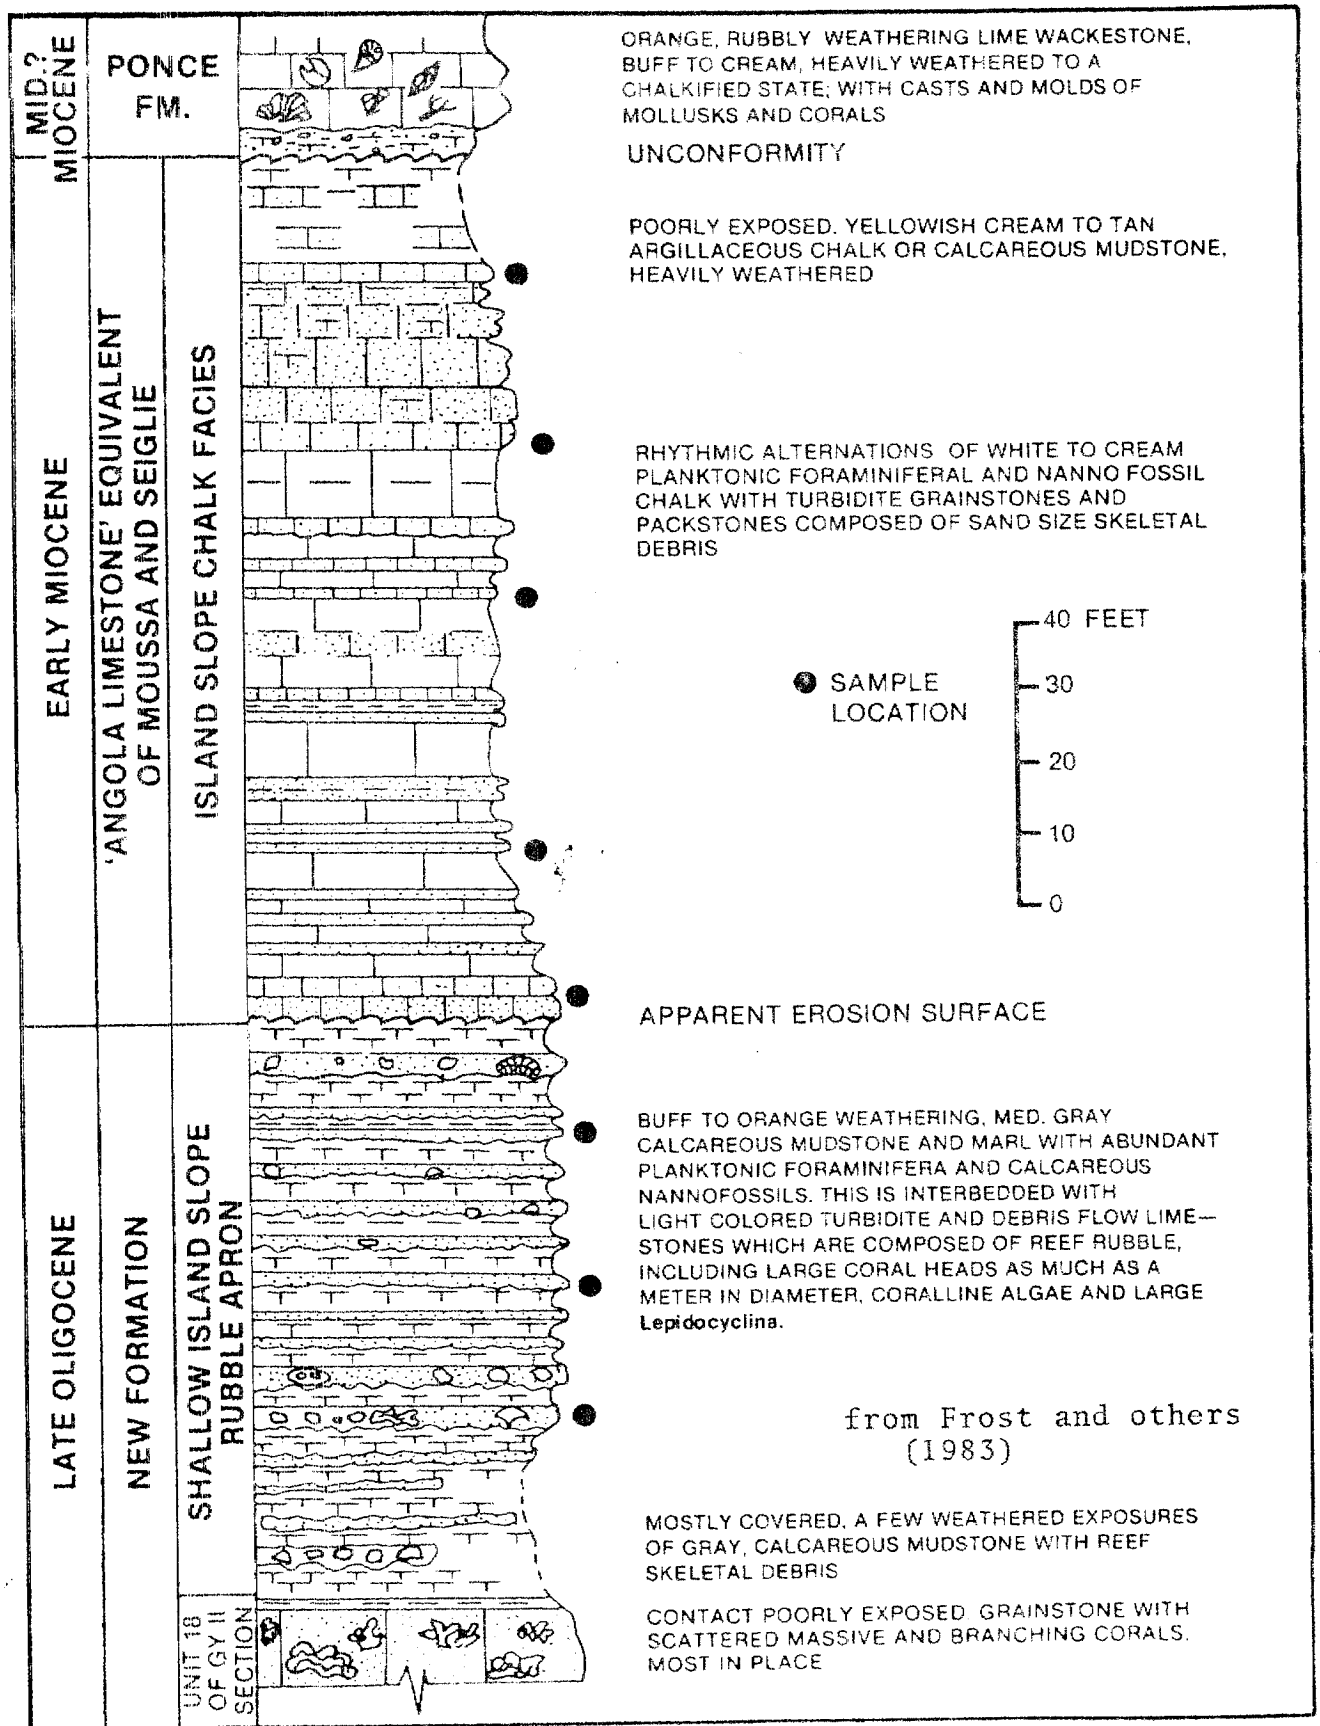 MID.?
MIOCENE
PONCE
FM.
ORANGE, RUBBLY WEATHERING LIME WACKESTONE,
BUFF TO CREAM, HEAVILY WEATHERED TO A
CHALKIFIED STATE; WITH CASTS AND MOLDS OF
MOLLUSKS AND CORALS
UNCONFORMITY
EARLY MIOCENE
'ANGOLA LIMESTONE' EQUIVALENT
OF MOUSSA AND SEIGLIE
ISLAND SLOPE CHALK FACIES
POORLY EXPOSED. YELLOWISH CREAM TO TAN
ARGILLACEOUS CHALK OR CALCAREOUS MUDSTONE,
HEAVILY WEATHERED
RHYTHMIC ALTERNATIONS OF WHITE TO CREAM
PLANKTONIC FORAMINIFERAL AND NANNO FOSSIL
CHALK WITH TURBIDITE GRAINSTONES AND
PACKSTONES COMPOSED OF SAND SIZE SKELETAL
DEBRIS
SAMPLE
LOCATION
40 FEET
30
20
10
0
APPARENT EROSION SURFACE
LATE OLIGOCENE
NEW FORMATION
SHALLOW ISLAND SLOPE
RUBBLE APRON
BUFF TO ORANGE WEATHERING, MED. GRAY
CALCAREOUS MUDSTONE AND MARL WITH ABUNDANT
PLANKTONIC FORAMINIFERA AND CALCAREOUS
NANNOFOSSILS. THIS IS INTERBEDDED WITH
LIGHT COLORED TURBIDITE AND DEBRIS FLOW LIME—
STONES WHICH ARE COMPOSED OF REEF RUBBLE,
INCLUDING LARGE CORAL HEADS AS MUCH AS A
METER IN DIAMETER, CORALLINE ALGAE AND LARGE
Lepidocyclina.
from Frost and others
(1983)
MOSTLY COVERED, A FEW WEATHERED EXPOSURES
OF GRAY, CALCAREOUS MUDSTONE WITH REEF
SKELETAL DEBRIS
UNIT 18
OF GY II
SECTION
CONTACT POORLY EXPOSED. GRAINSTONE WITH
SCATTERED MASSIVE AND BRANCHING CORALS,
MOST IN PLACE